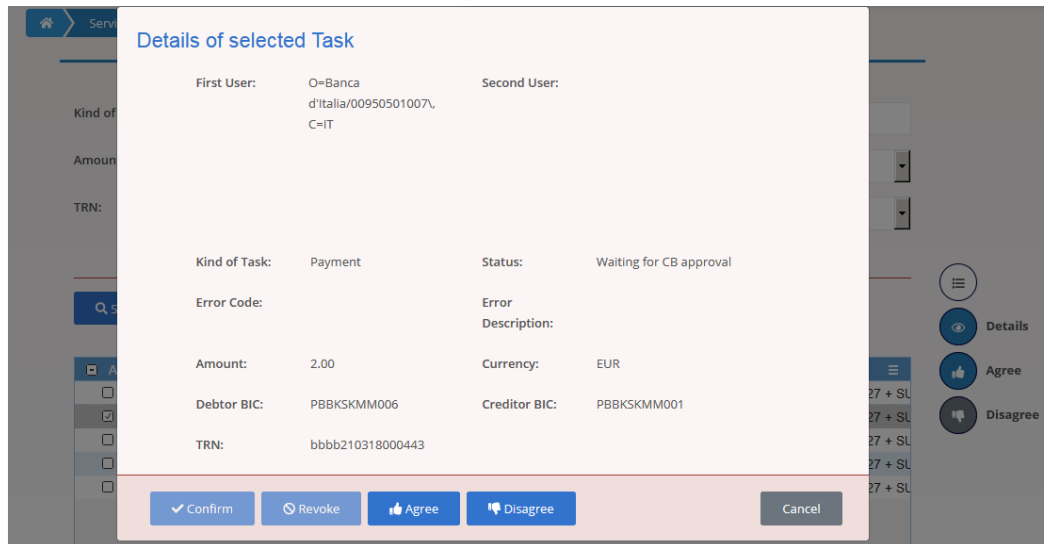 Servi
Details of selected Task
First User: O=Banca Second User:
d'Italia/00950501007\,
C=IT
Kind of
Amoun
TRN:
Kind of Task: Payment Status: Waiting for CB approval
Error Code: Error
Description:
S
Details
Amount: 2.00 Currency: EUR
A Agree
27 + SU
Debtor BIC: PBBKSKMM006 Creditor BIC: PBBKSKMM001
27 + SU
Disagree
27 + SU
TRN: bbbb210318000443
27 + SU
27 + SU
Confirm Revoke Agree Disagree Cancel